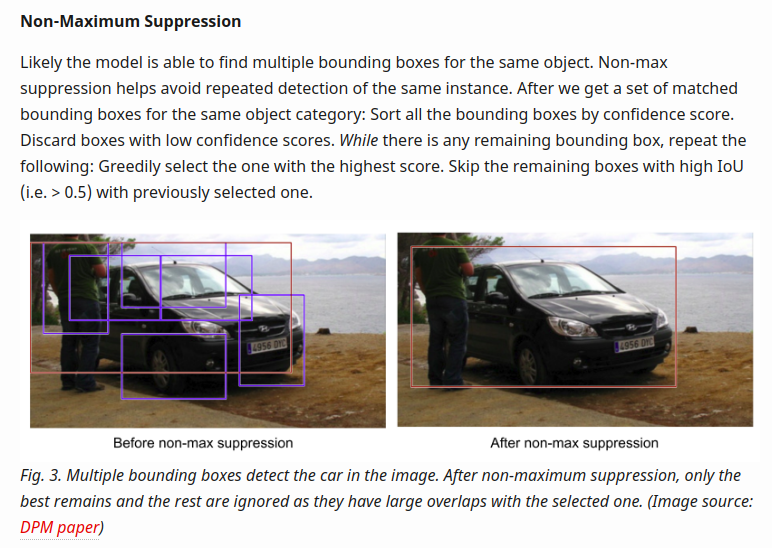 Non-Maximum Suppression
Likely the model is able to find multiple bounding boxes for the same object. Non-max
suppression helps avoid repeated detection of the same instance. After we get a set of matched
bounding boxes for the same object category: Sort all the bounding boxes by confidence score.
Discard boxes with low confidence scores. While there is any remaining bounding box, repeat the
following: Greedily select the one with the highest score. Skip the remaining boxes with high IoU
(i.e. > 0.5) with previously selected one.
4956 DYC
4956 DYC
Before non-max suppression
After non-max suppression
Fig. 3. Multiple bounding boxes detect the car in the image. After non-maximum suppression, only the
best remains and the rest are ignored as they have large overlaps with the selected one. (Image source:
DPM paper)